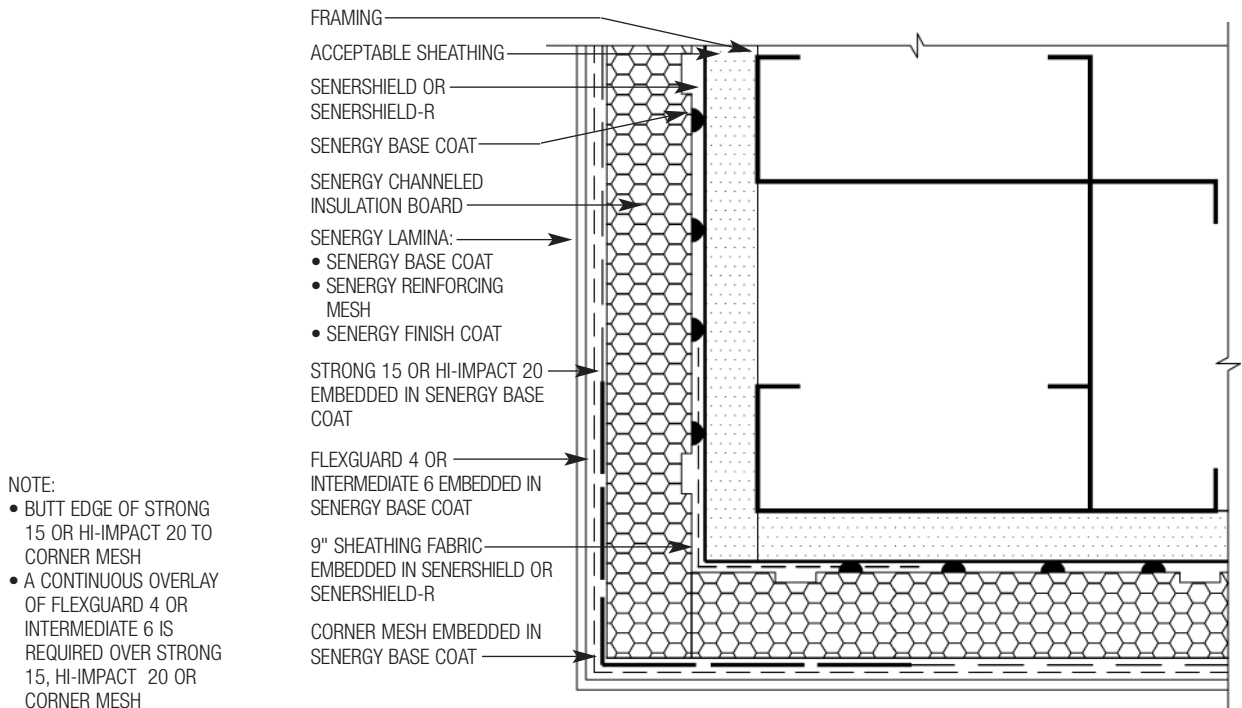 FRAMING
ACCEPTABLE SHEATHING
SENERSHIELD OR
SENERSHIELD-R
SENERGY BASE COAT
SENERGY CHANNELED
INSULATION BOARD
SENERGY LAMINA:
• SENERGY BASE COAT
• SENERGY REINFORCING
MESH
• SENERGY FINISH COAT
STRONG 15 OR HI-IMPACT 20
EMBEDDED IN SENERGY BASE
COAT
FLEXGUARD 4 OR
INTERMEDIATE 6 EMBEDDED IN
SENERGY BASE COAT
9" SHEATHING FABRIC
EMBEDDED IN SENERSHIELD OR
SENERSHIELD-R
CORNER MESH EMBEDDED IN
SENERGY BASE COAT
NOTE:
• BUTT EDGE OF STRONG
15 OR HI-IMPACT 20 TO
CORNER MESH
• A CONTINUOUS OVERLAY
OF FLEXGUARD 4 OR
INTERMEDIATE 6 IS
REQUIRED OVER STRONG
15, HI-IMPACT 20 OR
CORNER MESH